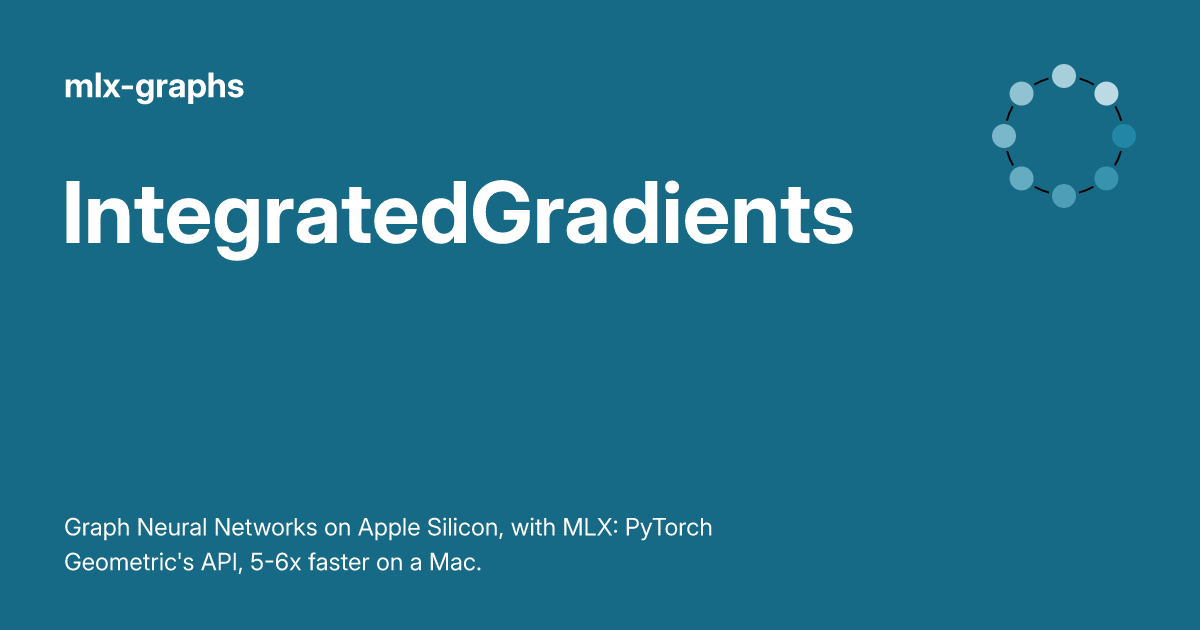 mlx-graphs
IntegratedGradients
Graph Neural Networks on Apple Silicon, with MLX: PyTorch
Geometric's API, 5-6x faster on a Mac.